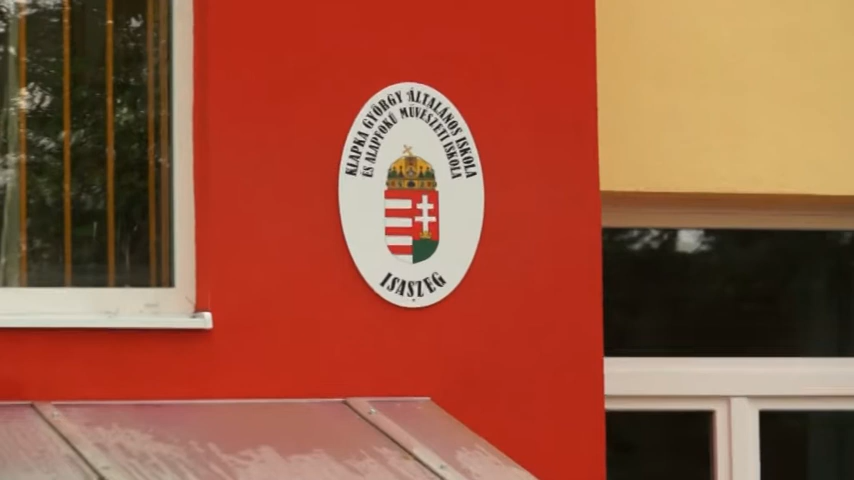 KLAPKA GYÖRGY ÁLTALÁNOS ISKOLA
ÉS ALAPFOKÚ MŰVÉSZETI ISKOLA
ISASZEG